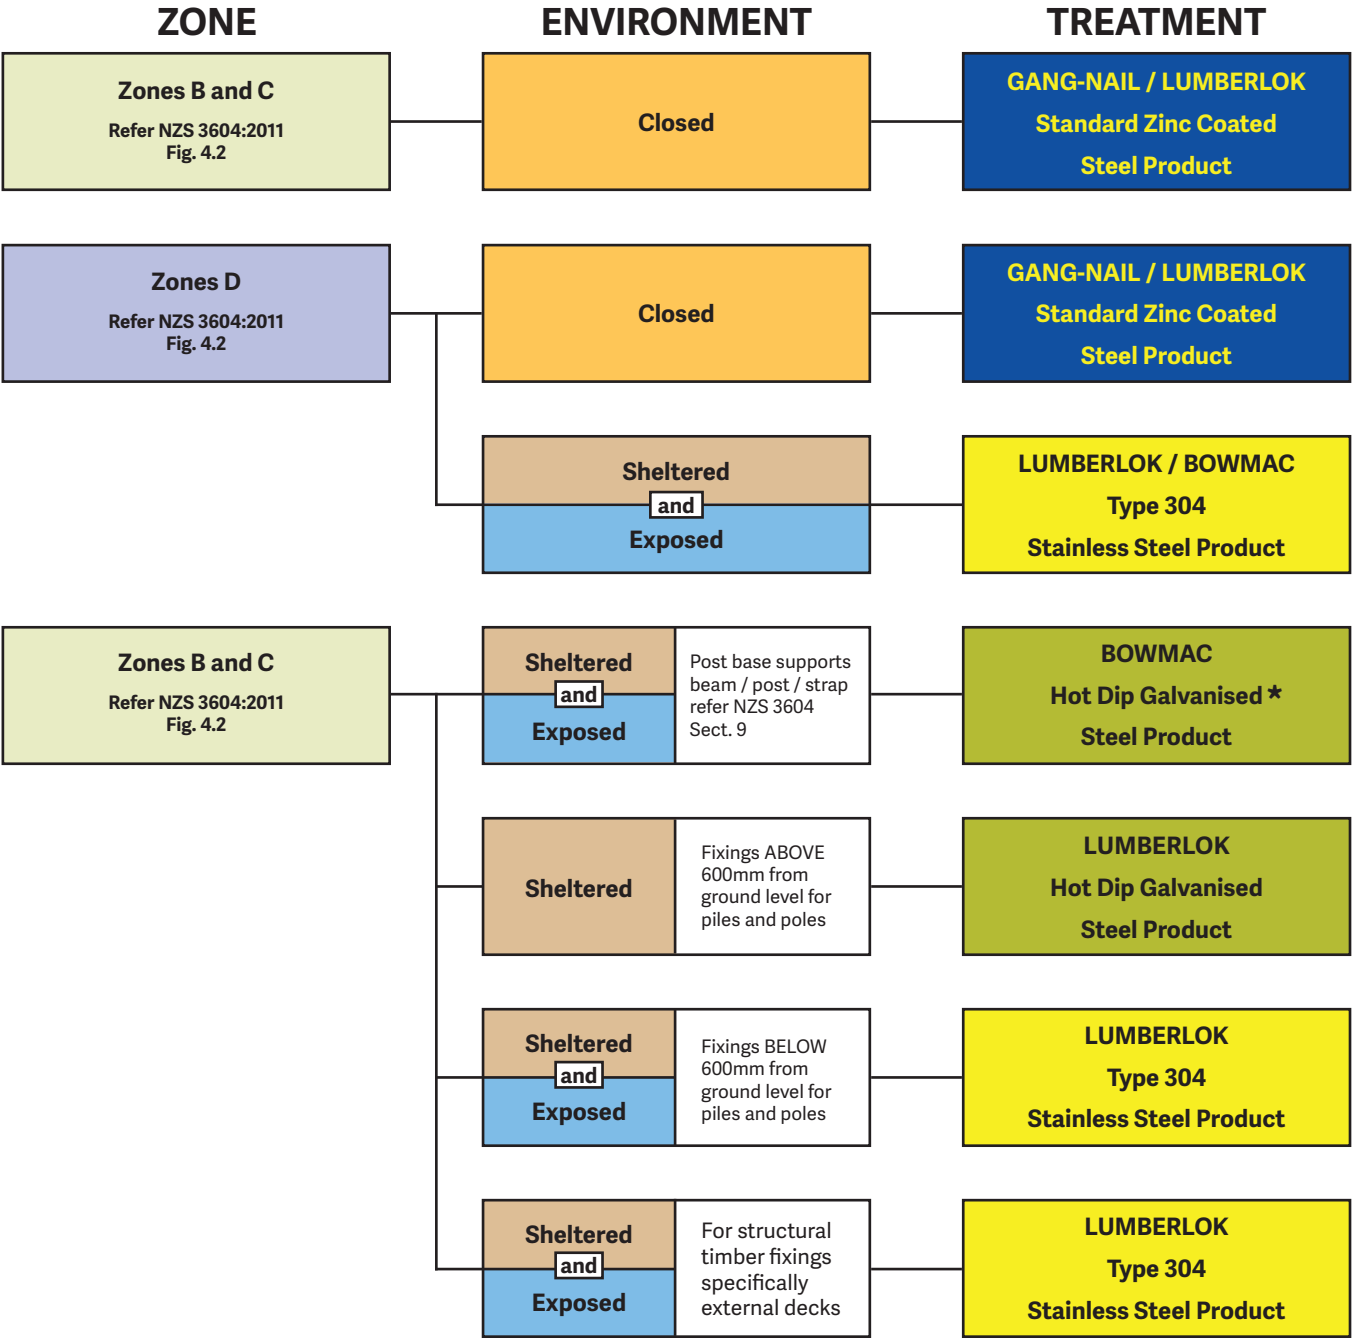 ZONE
ENVIRONMENT
TREATMENT
Zones B and C
Refer NZS 3604:2011
Fig. 4.2
Closed
GANG-NAIL / LUMBERLOK
Standard Zinc Coated
Steel Product
Zones D
Refer NZS 3604:2011
Fig. 4.2
Closed
GANG-NAIL / LUMBERLOK
Standard Zinc Coated
Steel Product
Sheltered
and
Exposed
LUMBERLOK / BOWMAC
Type 304
Stainless Steel Product
Zones B and C
Refer NZS 3604:2011
Fig. 4.2
Sheltered
and
Exposed
Post base supports
beam / post / strap
refer NZS 3604
Sect. 9
BOWMAC
Hot Dip Galvanised *
Steel Product
Sheltered
Fixings ABOVE
600mm from
ground level for
piles and poles
LUMBERLOK
Hot Dip Galvanised
Steel Product
Sheltered
and
Exposed
Fixings BELOW
600mm from
ground level for
piles and poles
LUMBERLOK
Type 304
Stainless Steel Product
Sheltered
and
Exposed
For structural
timber fixings
specifically
external decks
LUMBERLOK
Type 304
Stainless Steel Product